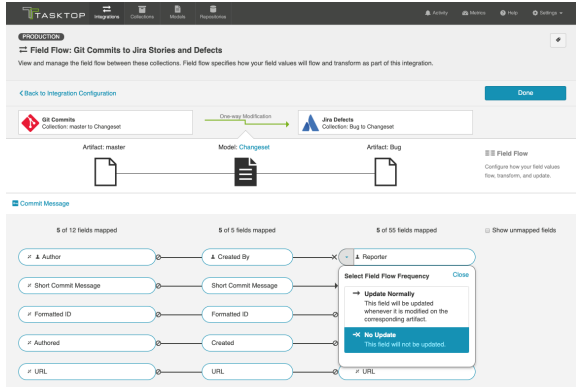 TASKTOP
Integrations
Collections
Models
Repositories
Activity
Metrics
Help
Settings
PRODUCTION
Field Flow: Git Commits to Jira Stories and Defects
View and manage the field flow between these collections. Field flow specifies how your field values will flow and transform as part of this integration.
Back to Integration Configuration
Done
Git Commits
Collection: master to Changeset
One-way Modification
Jira Defects
Collection: Bug to Changeset
Artifact: master
Model: Changeset
Artifact: Bug
Field Flow
Configure how your field values
flow, transform, and update.
Commit Message
5 of 12 fields mapped
5 of 5 fields mapped
5 of 55 fields mapped
Show unmapped fields
Author
Created By
Reporter
Select Field Flow Frequency
Close
Short Commit Message
Short Commit Message
Update Normally
This field will be updated
whenever it is modified on the
corresponding artifact.
Formatted ID
Formatted ID
No Update
This field will not be updated.
Authored
Created
URL
URL
URL